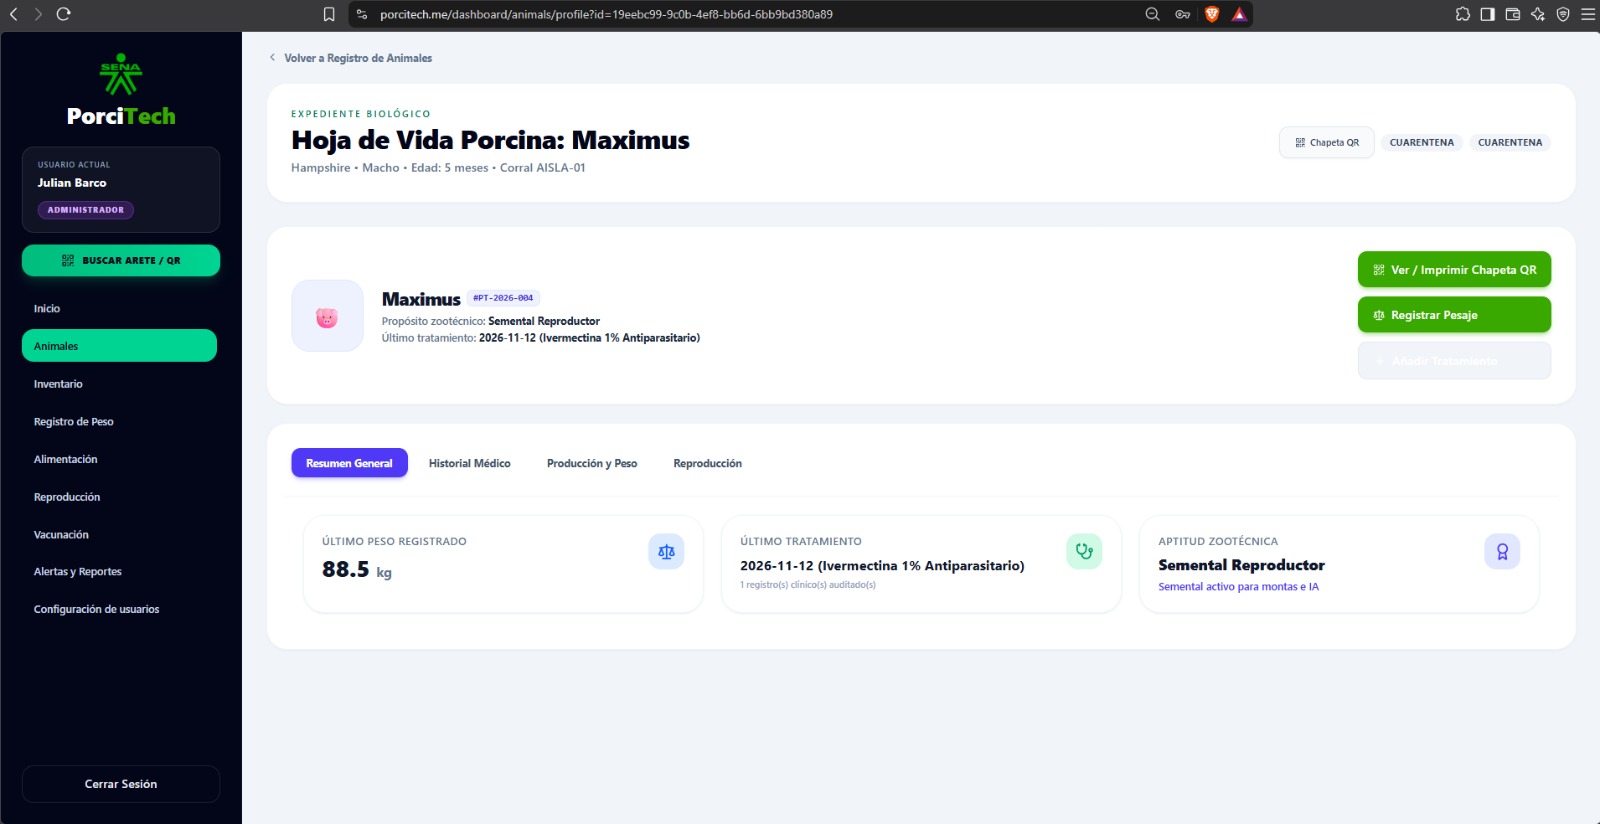 porcitech.me/dashboard/animals/profile?id=19eebc99-9c0b-4ef8-bb6d-6bb9bd380a89
SENA
PorciTech
USUARIO ACTUAL
Julian Barco
ADMINISTRADOR
BUSCAR ARETE / QR
Inicio
Animales
Inventario
Registro de Peso
Alimentación
Reproducción
Vacunación
Alertas y Reportes
Configuración de usuarios
Cerrar Sesión
Volver a Registro de Animales
EXPEDIENTE BIOLÓGICO
Hoja de Vida Porcina: Maximus
Hampshire • Macho • Edad: 5 meses • Corral AISLA-01
Chapeta QR
CUARENTENA
CUARENTENA
Maximus #PT-2026-004
Propósito zootécnico: Semental Reproductor
Último tratamiento: 2026-11-12 (Ivermectina 1% Antiparasitario)
Ver / Imprimir Chapeta QR
Registrar Pesaje
+ Añadir Tratamiento
Resumen General
Historial Médico
Producción y Peso
Reproducción
ÚLTIMO PESO REGISTRADO
88.5 kg
ÚLTIMO TRATAMIENTO
2026-11-12 (Ivermectina 1% Antiparasitario)
1 registro(s) clínico(s) auditado(s)
APTITUD ZOOTÉCNICA
Semental Reproductor
Semental activo para montas e IA